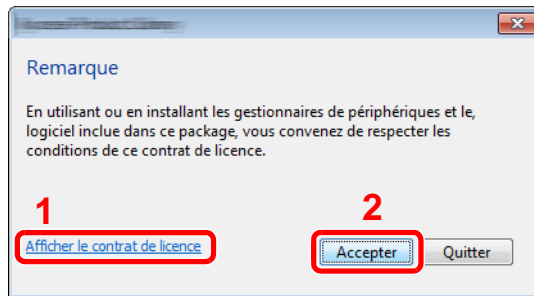 Remarque
En utilisant ou en installant les gestionnaires de périphériques et le,
logiciel inclue dans ce package, vous convenez de respecter les
conditions de ce contrat de licence.
1
2
Afficher le contrat de licence
Accepter
Quitter